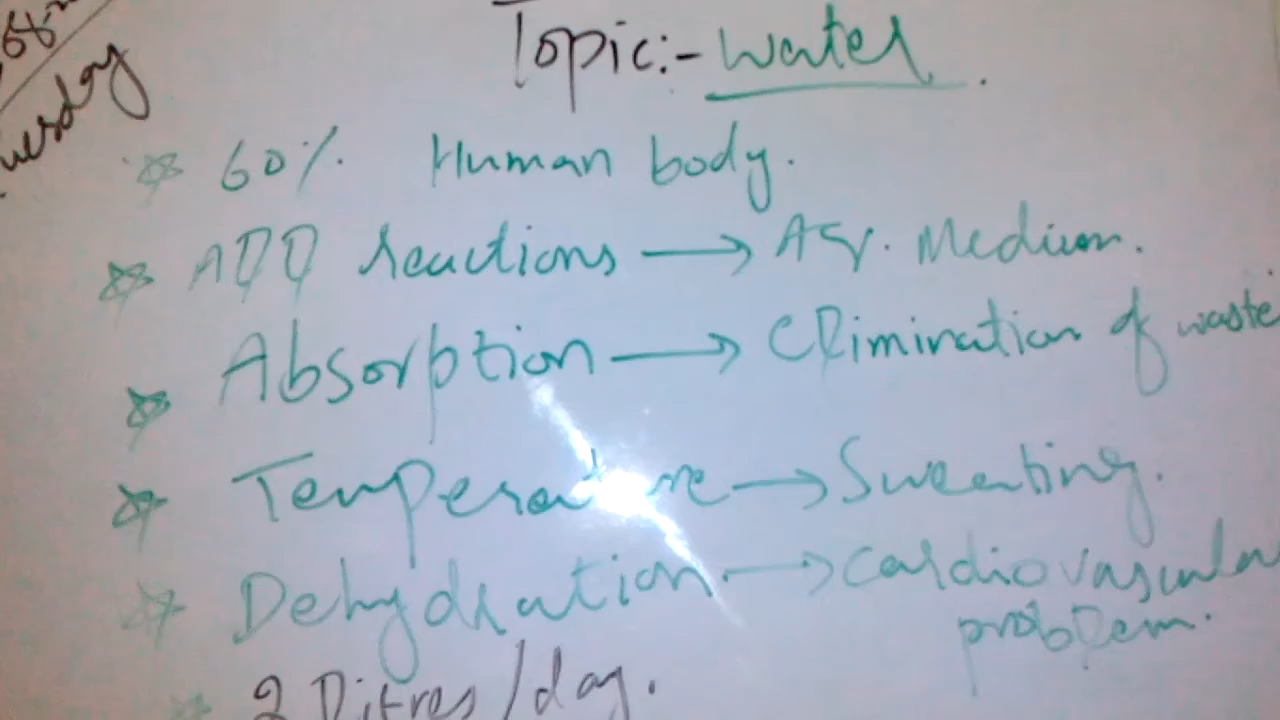 Tuesday
Topic:- Water.
60% Human body.
All reactions → Aq. Medium.
Absorption → Elimination of waste
Temperature → Sweating.
Dehydration → Cardiovascular
problem.
2 litres/day.